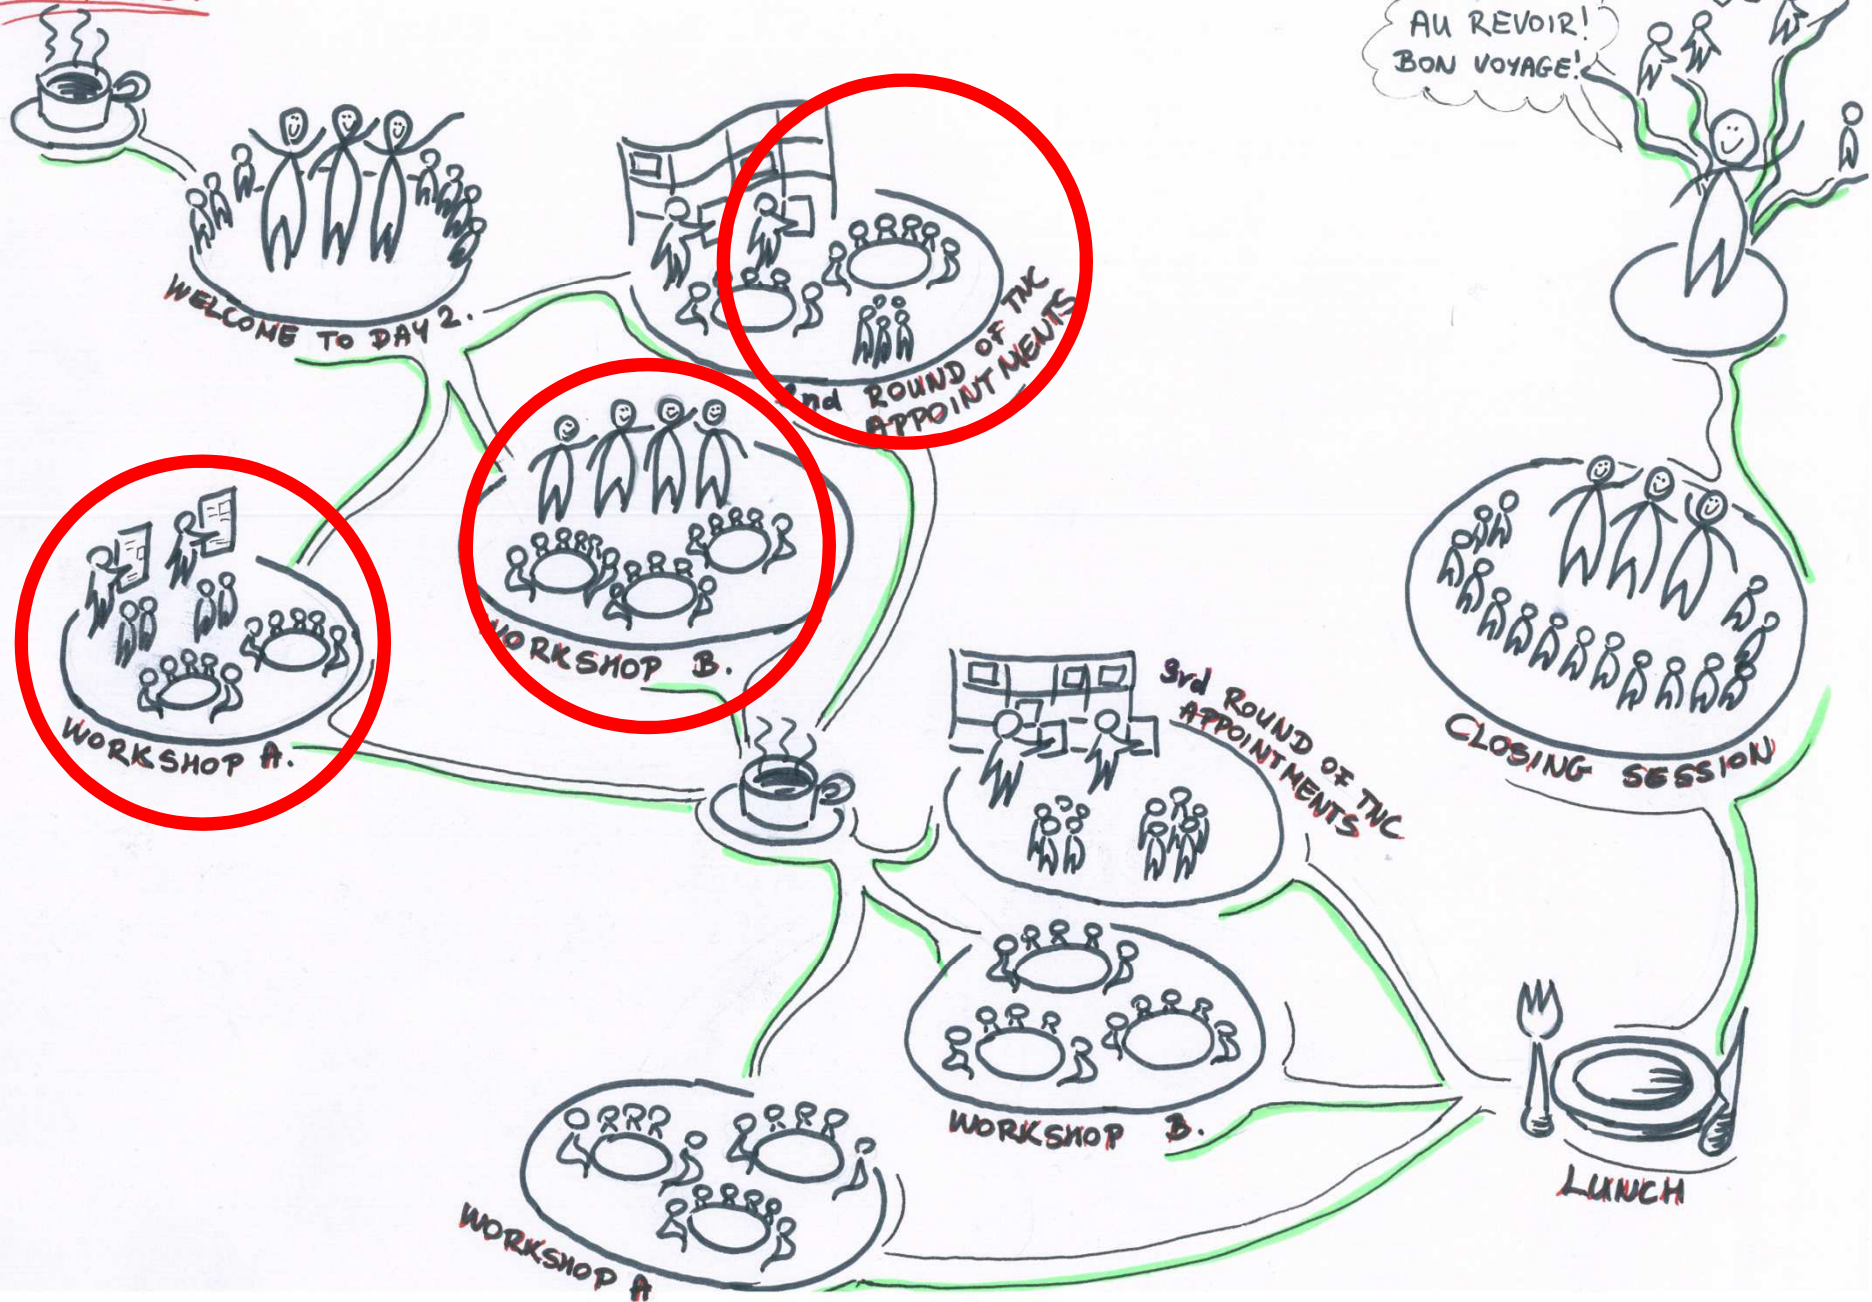 AU REVOIR!
BON VOYAGE!
WELCOME TO DAY 2.
2nd ROUND OF TNC
APPOINTMENTS
WORKSHOP B.
WORKSHOP A.
3rd ROUND OF TNC
APPOINTMENTS
CLOSING SESSION
WORKSHOP B.
LUNCH
WORKSHOP A